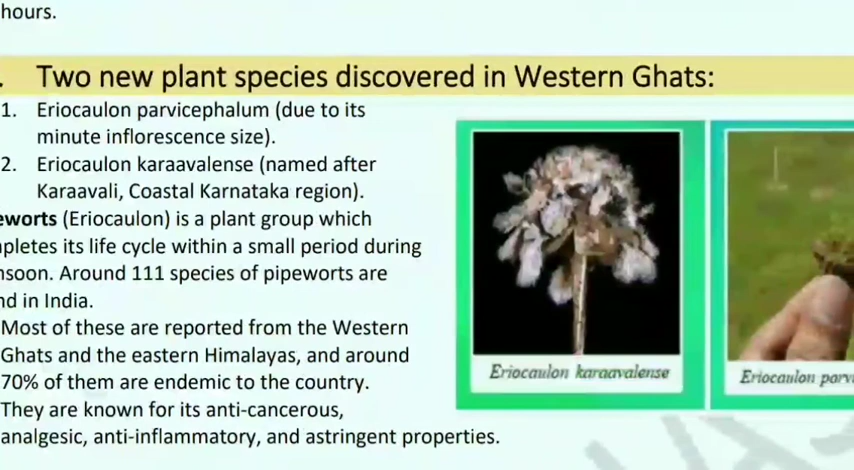 hours.
. Two new plant species discovered in Western Ghats:
1. Eriocaulon parvicephalum (due to its
minute inflorescence size).
2. Eriocaulon karaavalense (named after
Karaavali, Coastal Karnataka region).
eworts (Eriocaulon) is a plant group which
pletes its life cycle within a small period during
nsoon. Around 111 species of pipeworts are
nd in India.
Most of these are reported from the Western
Ghats and the eastern Himalayas, and around
70% of them are endemic to the country.
They are known for its anti-cancerous,
analgesic, anti-inflammatory, and astringent properties.
Eriocaulon karaavalense
Eriocaulon parv